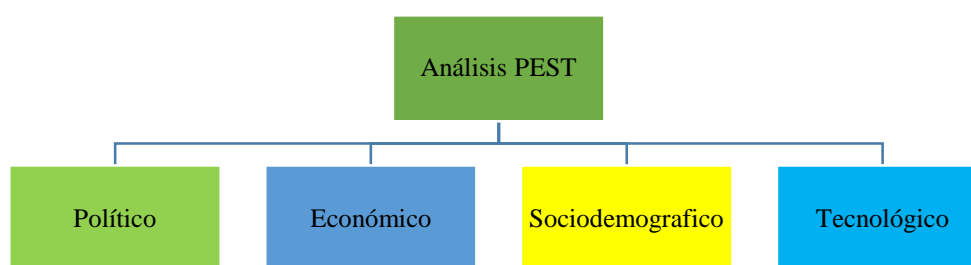 Análisis PEST
Político
Económico
Sociodemografico
Tecnológico